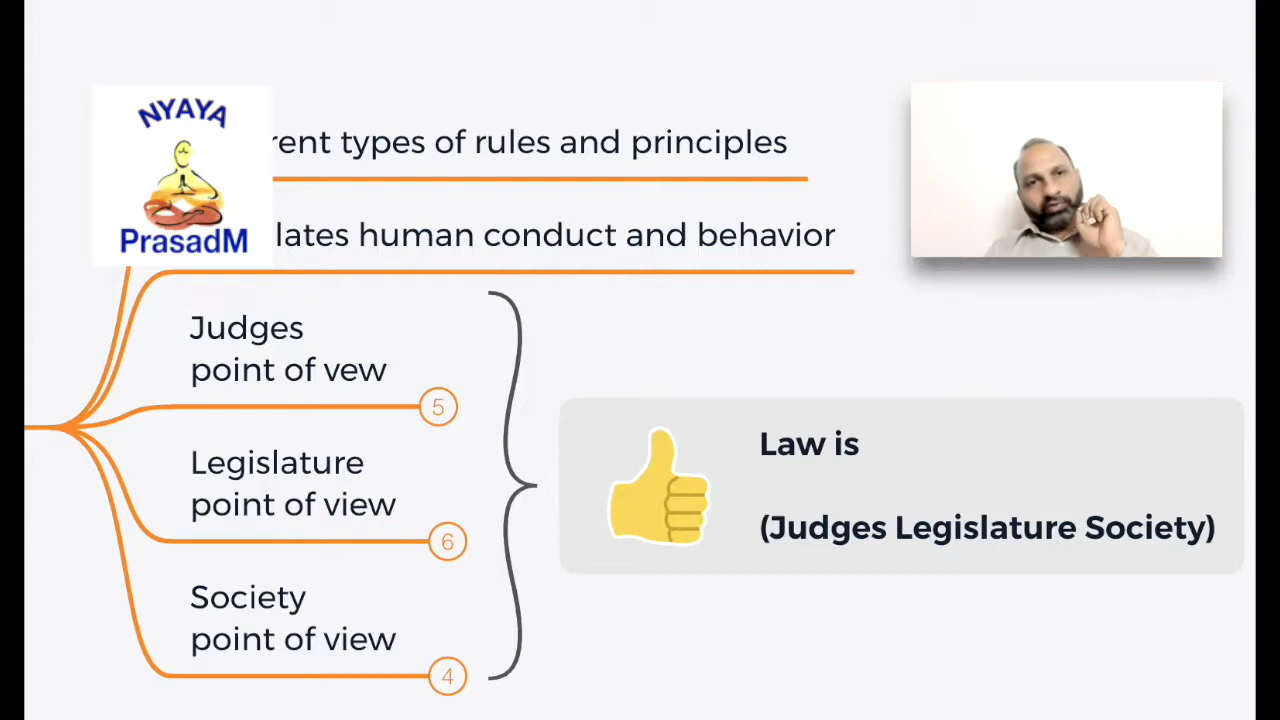 NYAYA
PrasadM
rent types of rules and principles
lates human conduct and behavior
Judges
point of vew
5
Legislature
point of view
6
Society
point of view
4
Law is
(Judges Legislature Society)